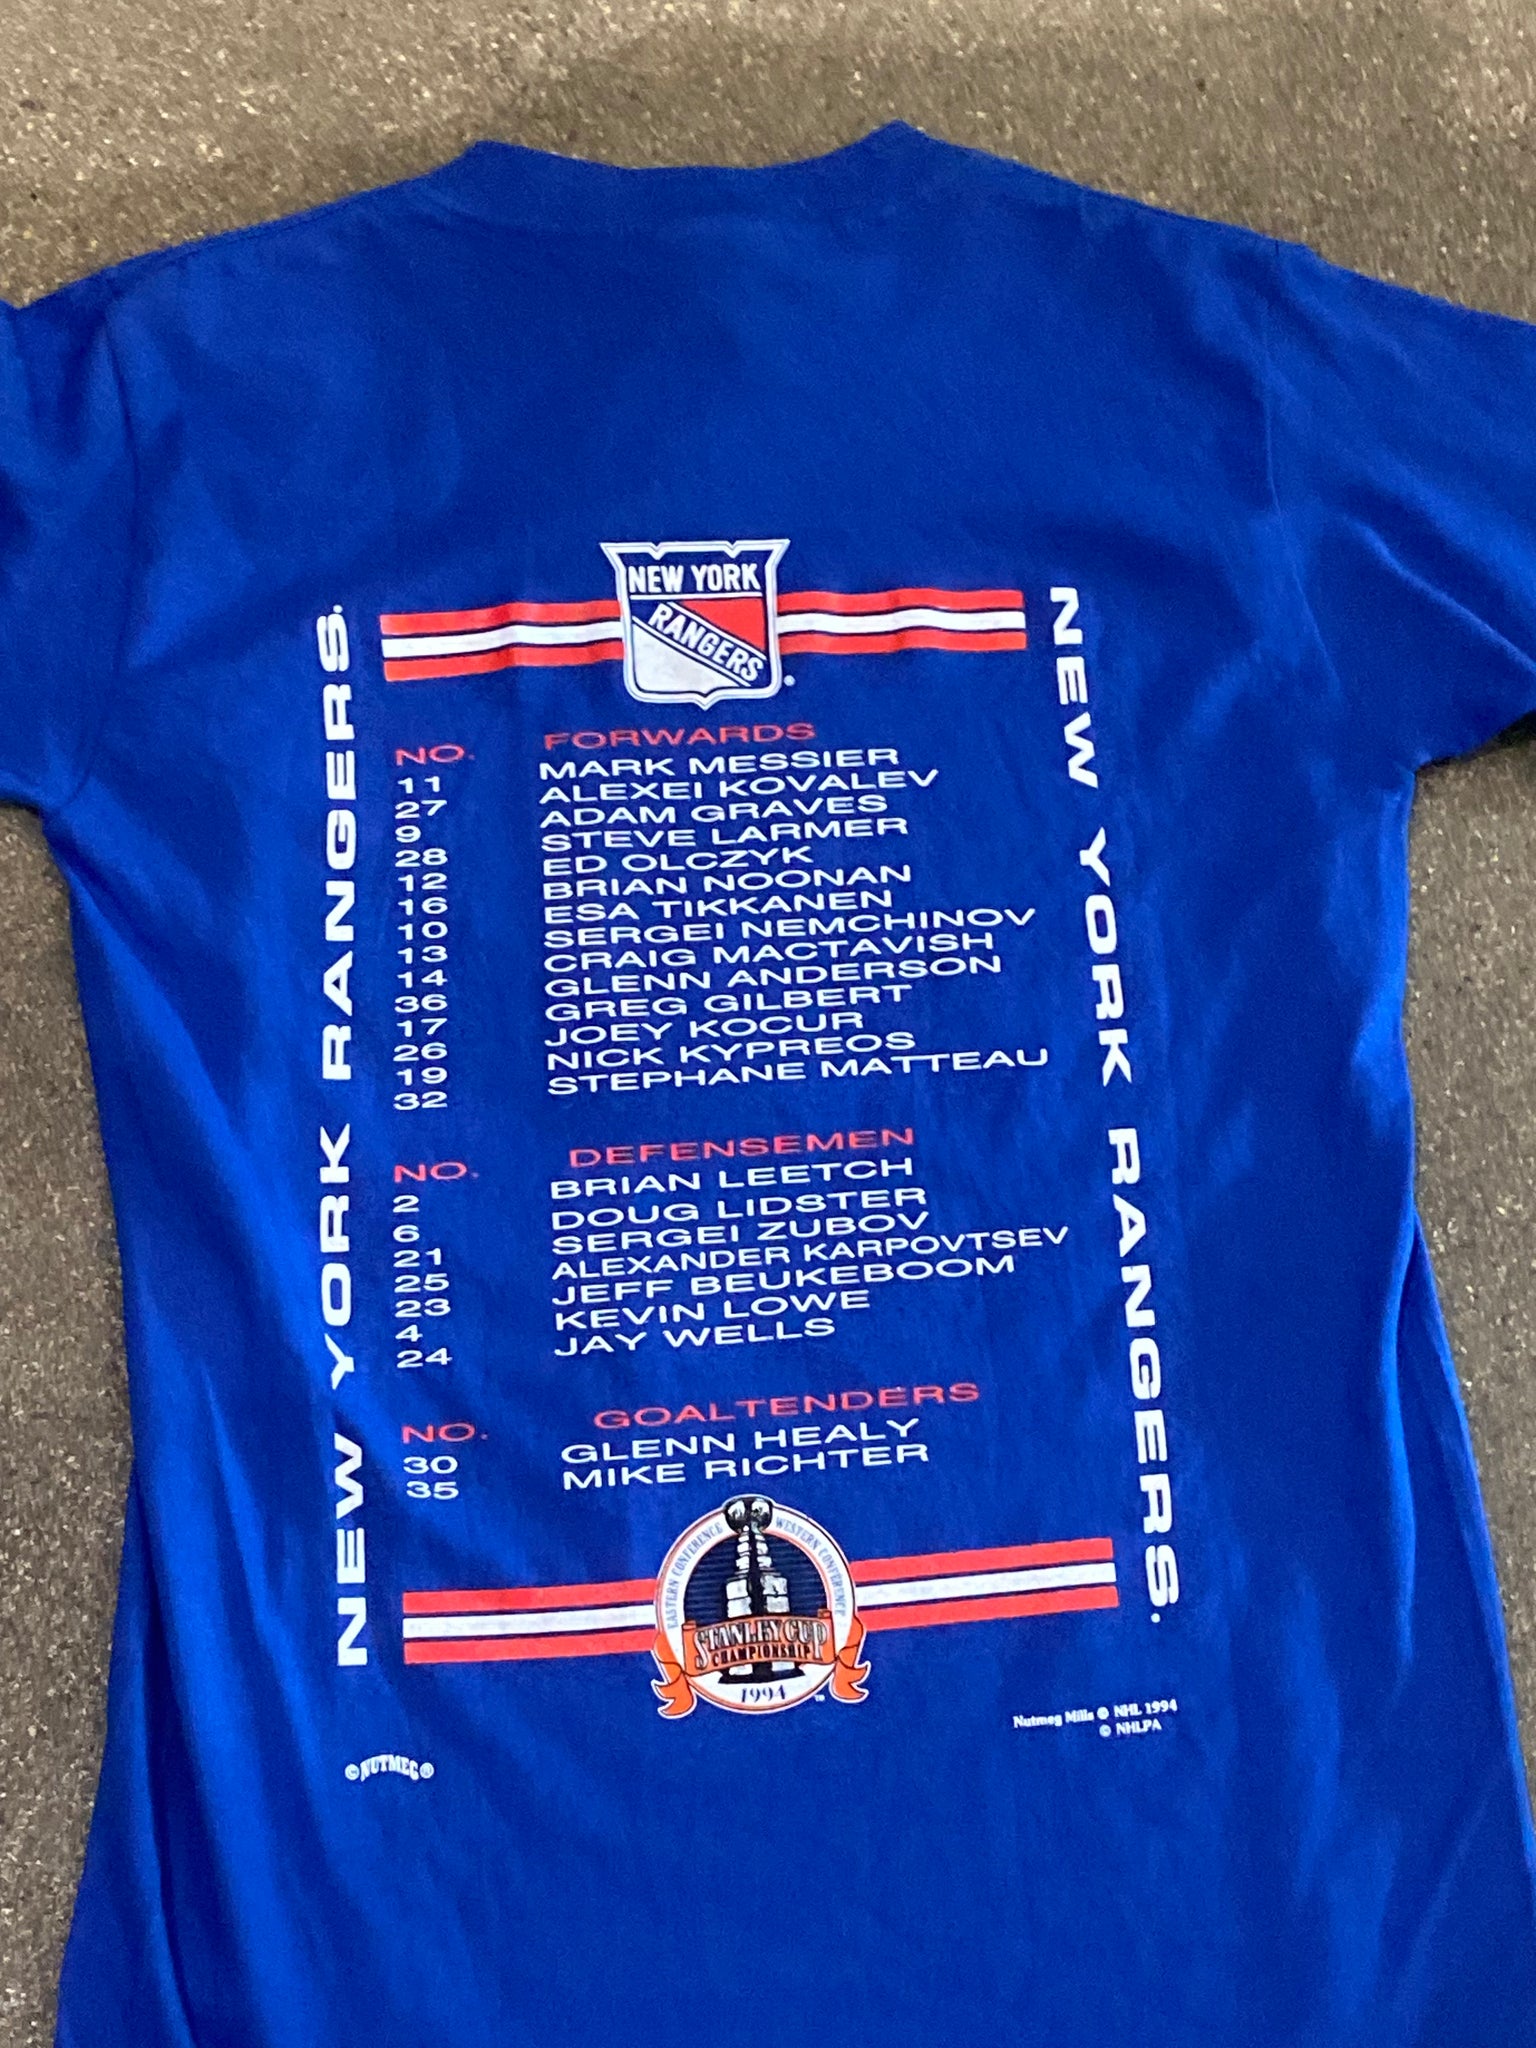 NEW YORK
RANGERS
NEW YORK RANGERS.
NEW YORK RANGERS.
NO. FORWARDS
11 MARK MESSIER
27 ALEXEI KOVALEV
9 ADAM GRAVES
28 STEVE LARMER
12 ED OLCZYK
16 BRIAN NOONAN
10 ESA TIKKANEN
13 SERGEI NEMCHINOV
14 CRAIG MACTAVISH
36 GLENN ANDERSON
17 GREG GILBERT
26 JOEY KOCUR
19 NICK KYPREOS
32 STEPHANE MATTEAU
NO. DEFENSEMEN
2 BRIAN LEETCH
6 DOUG LIDSTER
21 SERGEI ZUBOV
25 ALEXANDER KARPOVTSEV
23 JEFF BEUKEBOOM
4 KEVIN LOWE
24 JAY WELLS
NO. GOALTENDERS
30 GLENN HEALY
35 MIKE RICHTER
EASTERN CONFERENCE WESTERN CONFERENCE
STANLEY CUP
CHAMPIONSHIP
1994 ™
Nutmeg Mills © NHL 1994
© NHLPA
© NUTMEG ®